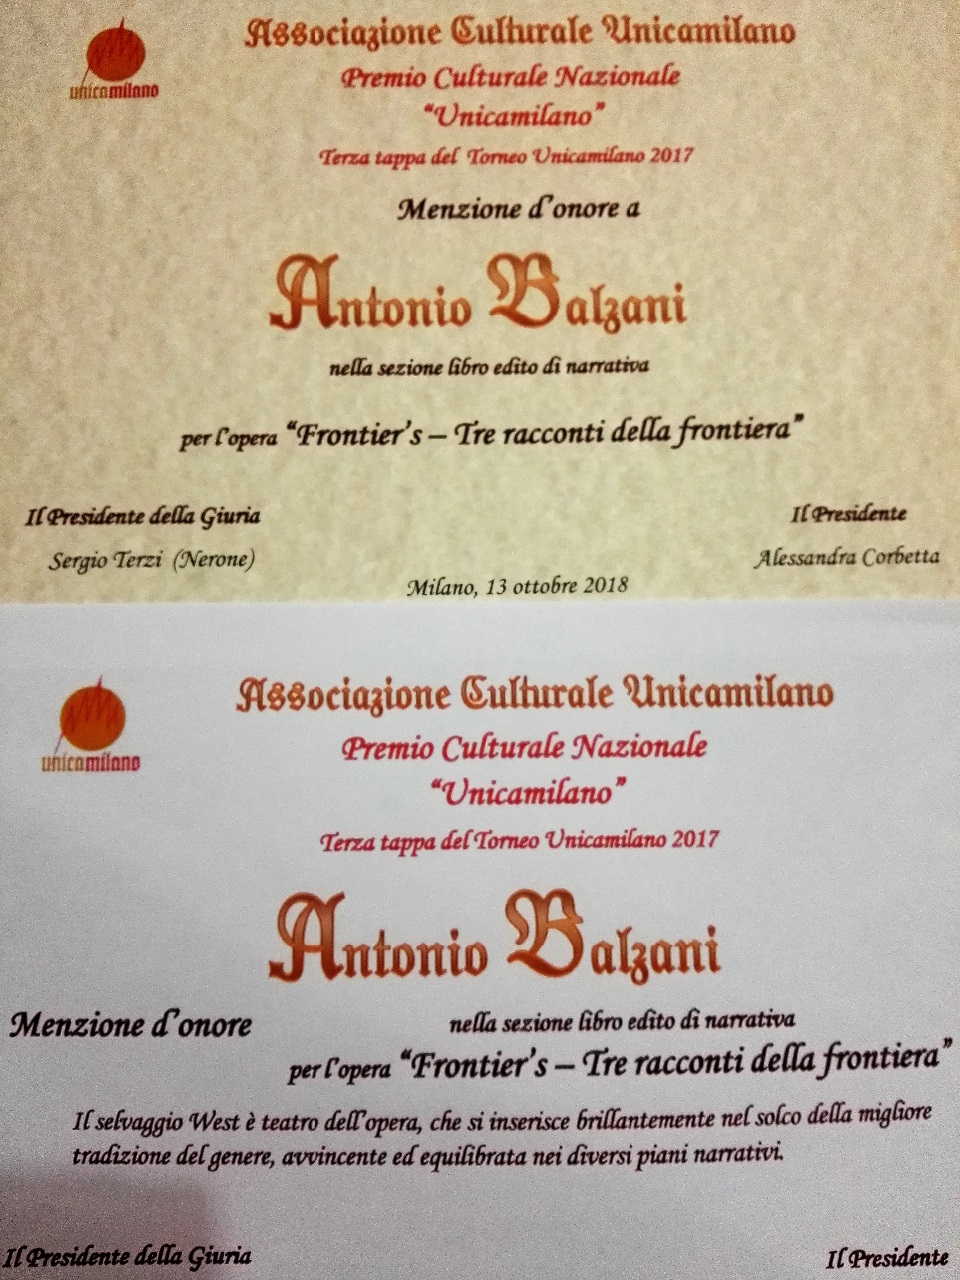 Associazione Culturale Unicamilano
unicamilano
Premio Culturale Nazionale
“Unicamilano”
Terza tappa del Torneo Unicamilano 2017
Menzione d’onore a
Antonio Balzani
nella sezione libro edito di narrativa
per l’opera “Frontier’s – Tre racconti della frontiera”
Il Presidente della Giuria
Il Presidente
Sergio Terzi (Nerone)
Alessandra Corbetta
Milano, 13 ottobre 2018
Associazione Culturale Unicamilano
unicamilano
Premio Culturale Nazionale
“Unicamilano”
Terza tappa del Torneo Unicamilano 2017
Antonio Balzani
Menzione d’onore
nella sezione libro edito di narrativa
per l’opera “Frontier’s – Tre racconti della frontiera”
Il selvaggio West è teatro dell’opera, che si inserisce brillantemente nel solco della migliore
tradizione del genere, avvincente ed equilibrata nei diversi piani narrativi.
Il Presidente della Giuria
Il Presidente